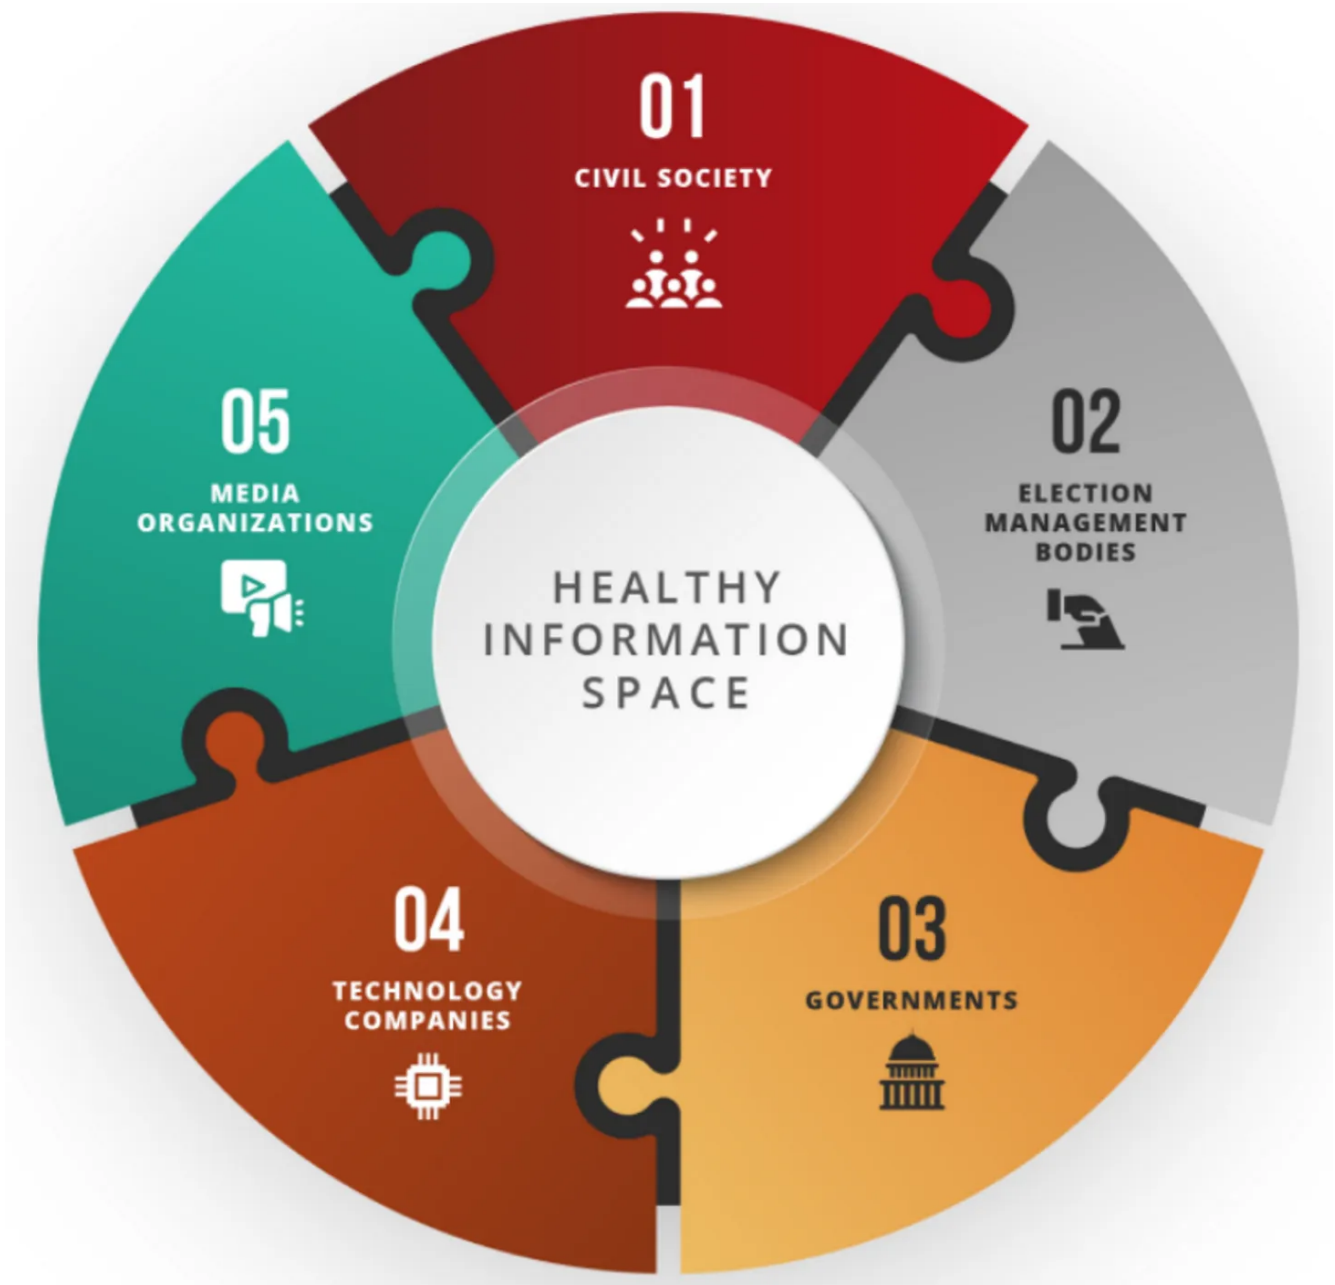 01
CIVIL SOCIETY
02
ELECTION
MANAGEMENT
BODIES
03
GOVERNMENTS
04
TECHNOLOGY
COMPANIES
05
MEDIA
ORGANIZATIONS
HEALTHY
INFORMATION
SPACE